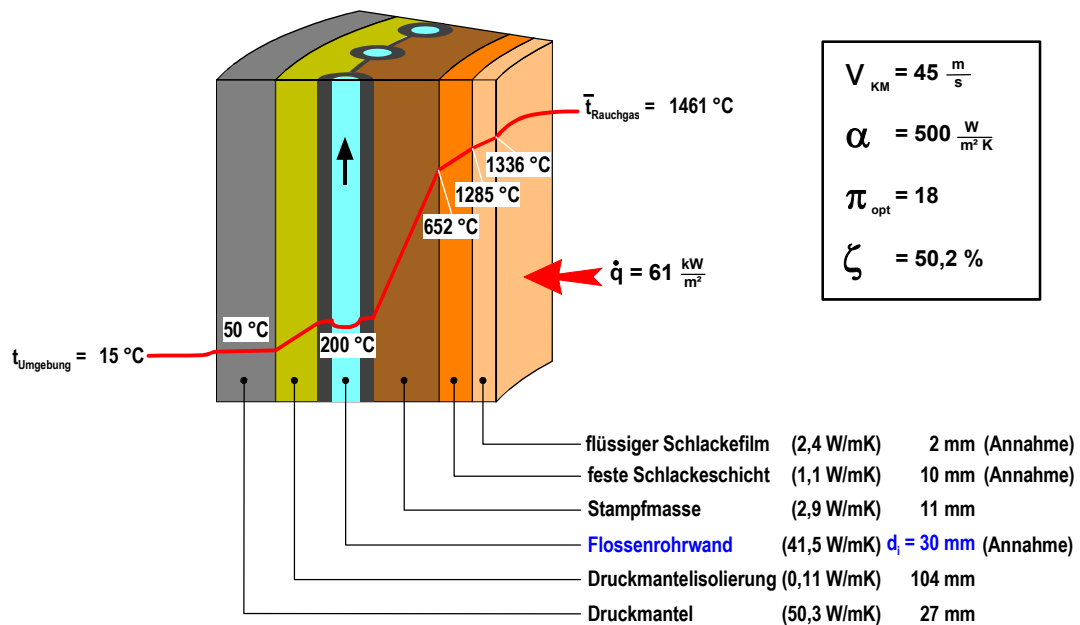 t̅ Rauchgas = 1461 °C
1336 °C
1285 °C
652 °C
q̇ = 61 kW/m²
50 °C
200 °C
t Umgebung = 15 °C
V KM = 45 m/s
α = 500 W/m² K
π opt = 18
ζ = 50,2 %
flüssiger Schlackefilm (2,4 W/mK) 2 mm (Annahme)
feste Schlackeschicht (1,1 W/mK) 10 mm (Annahme)
Stampfmasse (2,9 W/mK) 11 mm
Flossenrohrwand (41,5 W/mK) di = 30 mm (Annahme)
Druckmantelisolierung (0,11 W/mK) 104 mm
Druckmantel (50,3 W/mK) 27 mm